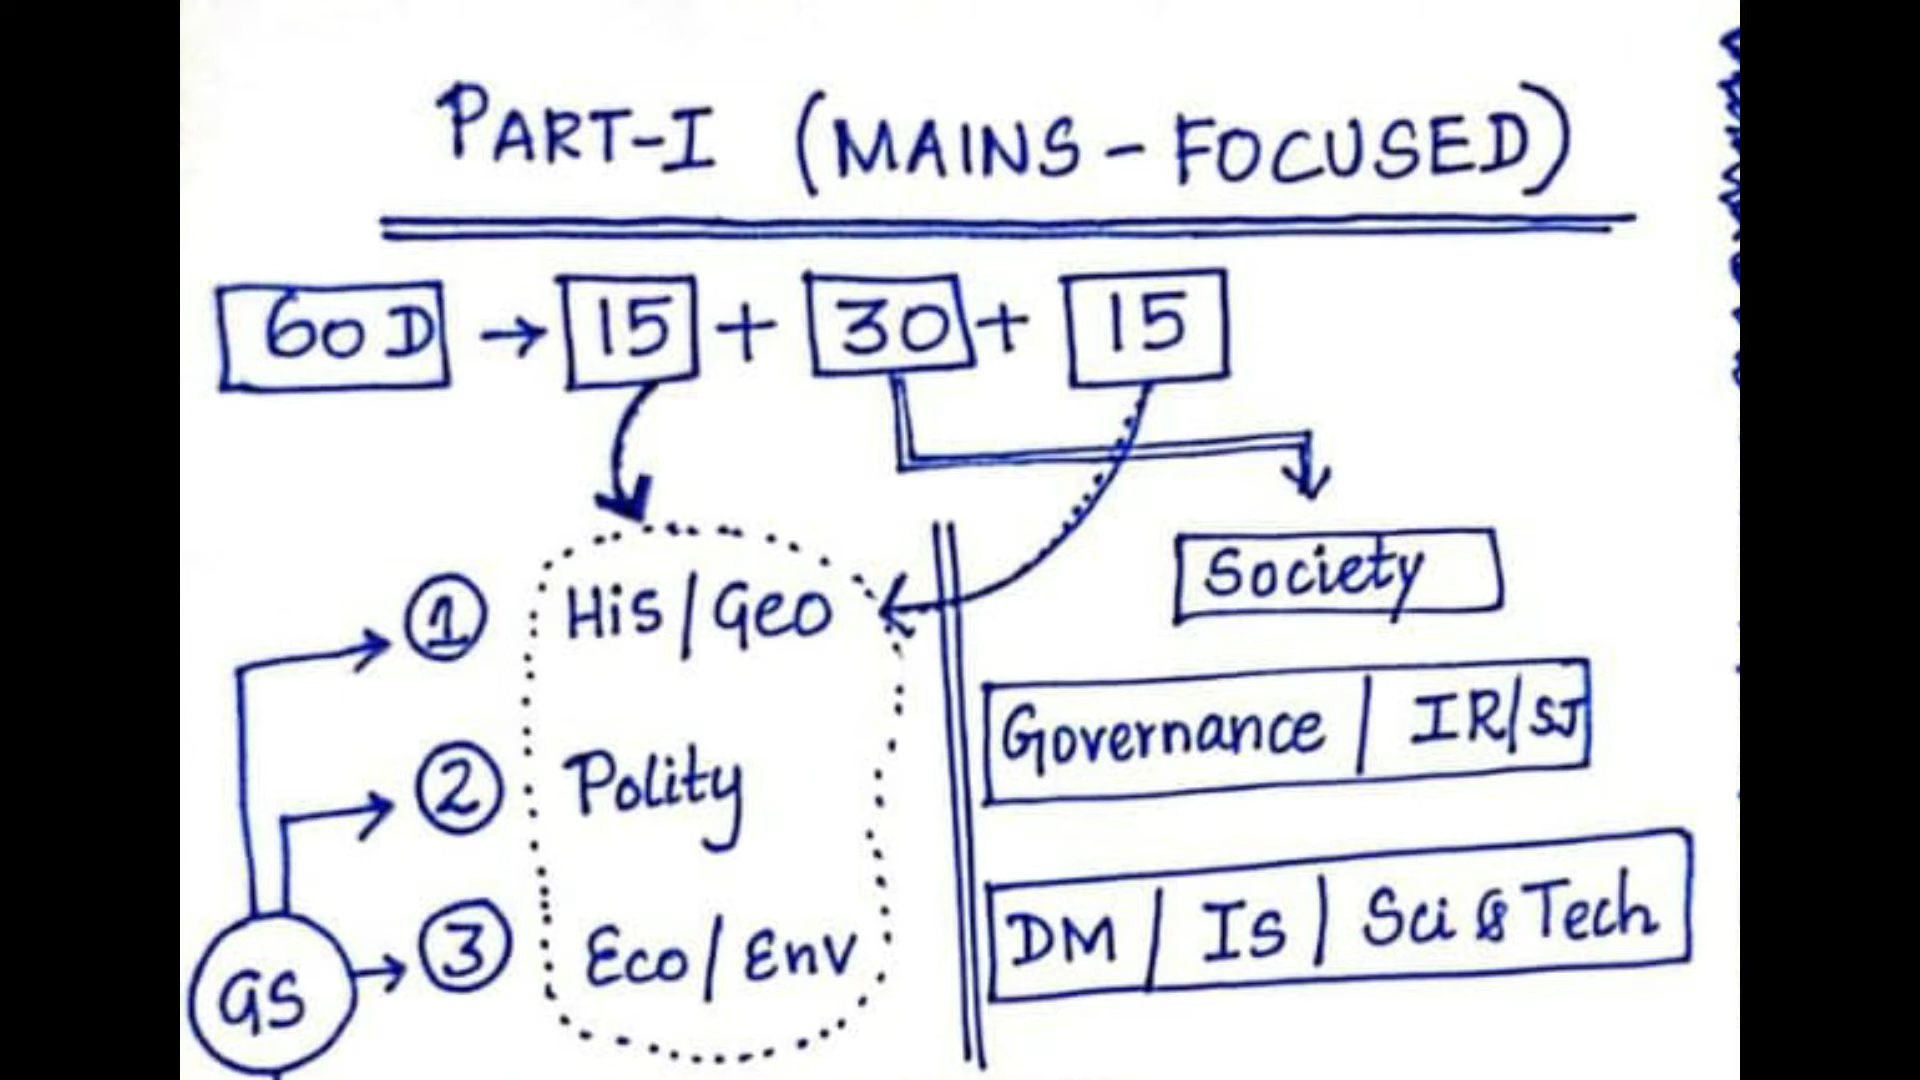 PART-I (MAINS-FOCUSED)
60D → 15 + 30 + 15
Society
1 His/Geo
Governance / IR/SJ
2 Polity
DM / IS / Sci & Tech
3 Eco/Env
GS